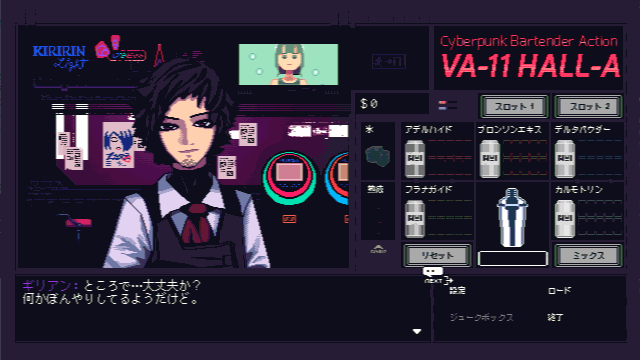 KIRIRIN
Light
Cyberpunk Bartender Action
VA-11 HALL-A
$0
スロット 1
スロット 2
*
アデルハイド
ブロンソンエキス
デルタパウダー
熟成
フラナガイド
カルモトリン
リセット
ミックス
NEXT
ギリアン: ところで…大丈夫か?
何かぼんやりしてるようだけど。
設定
ロード
ジュークボックス
終了